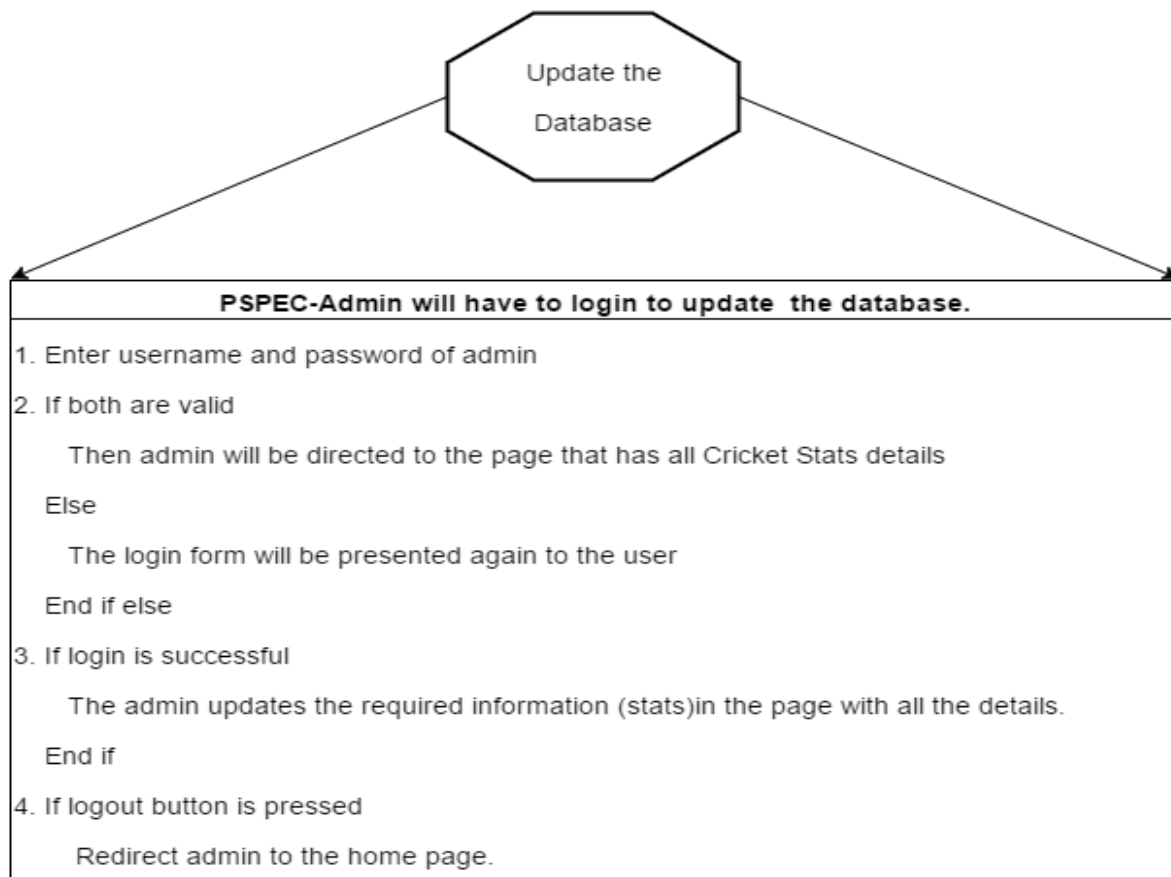 Update the
Database
PSPEC-Admin will have to login to update the database.
1. Enter username and password of admin
2. If both are valid
Then admin will be directed to the page that has all Cricket Stats details
Else
The login form will be presented again to the user
End if else
3. If login is successful
The admin updates the required information (stats)in the page with all the details.
End if
4. If logout button is pressed
Redirect admin to the home page.